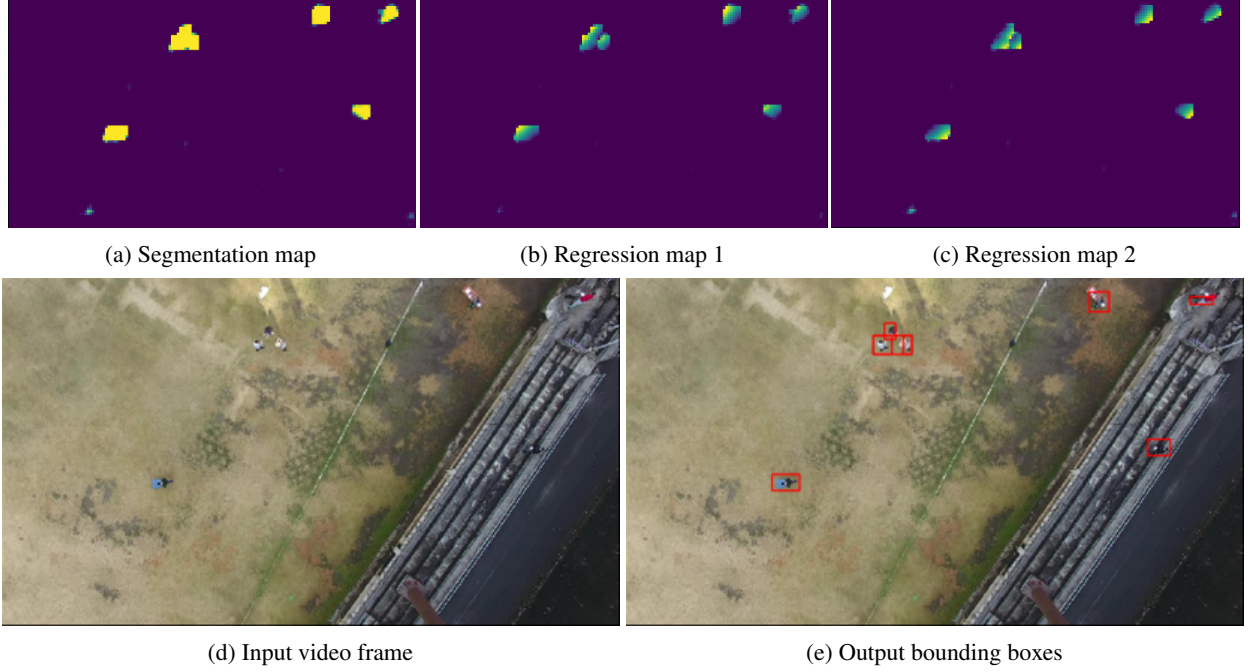 (a) Segmentation map
(b) Regression map 1
(c) Regression map 2
(d) Input video frame
(e) Output bounding boxes